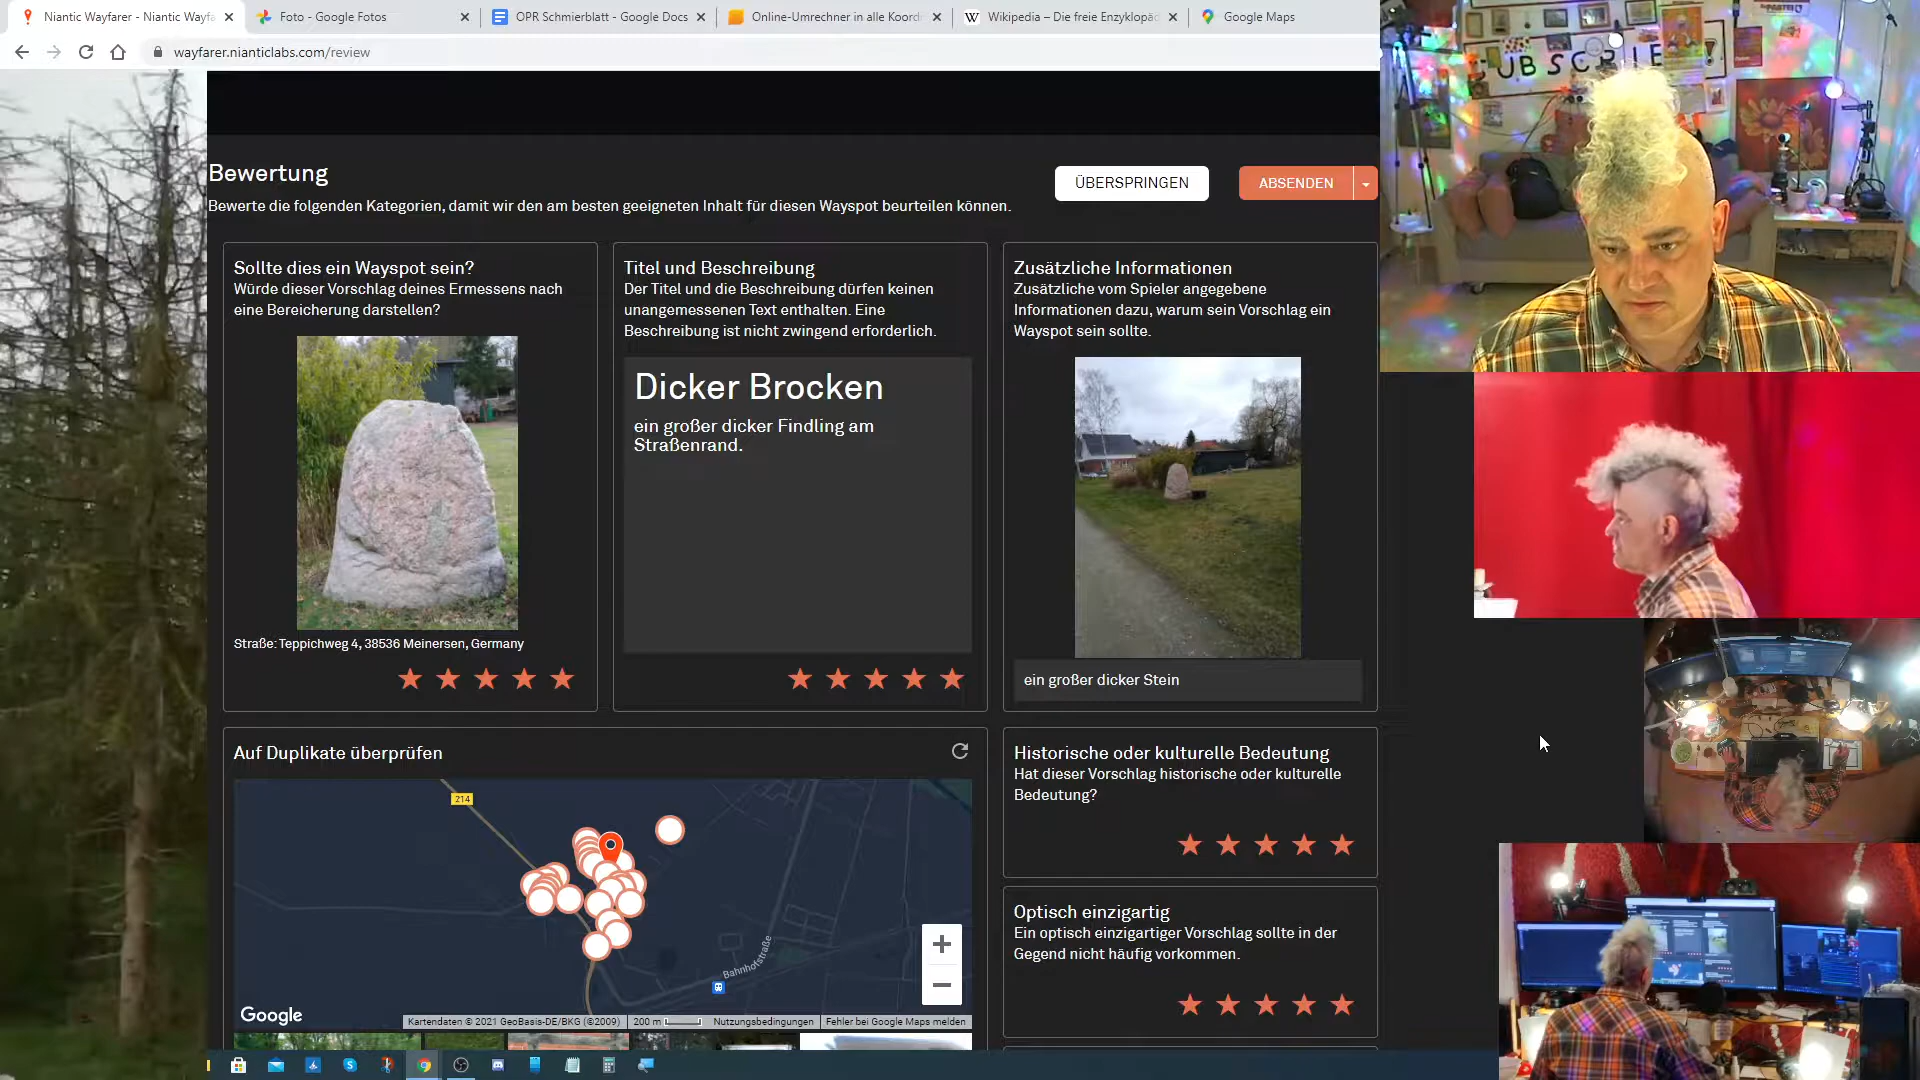 Niantic Wayfarer - Niantic Wayfa
Foto - Google Fotos
OPR Schmierblatt - Google Docs
Online-Umrechner in alle Koord
Wikipedia – Die freie Enzyklopäd
Google Maps
wayfarer.nianticlabs.com/review
Bewertung
Bewerte die folgenden Kategorien, damit wir den am besten geeigneten Inhalt für diesen Wayspot beurteilen können.
ÜBERSPRINGEN
ABSENDEN
Sollte dies ein Wayspot sein?
Würde dieser Vorschlag deines Ermessens nach
eine Bereicherung darstellen?
Straße: Teppichweg 4, 38536 Meinersen, Germany
Titel und Beschreibung
Der Titel und die Beschreibung dürfen keinen
unangemessenen Text enthalten. Eine
Beschreibung ist nicht zwingend erforderlich.
Dicker Brocken
ein großer dicker Findling am
Straßenrand.
Zusätzliche Informationen
Zusätzliche vom Spieler angegebene
Informationen dazu, warum sein Vorschlag ein
Wayspot sein sollte.
ein großer dicker Stein
Auf Duplikate überprüfen
214
Bahnhofstraße
Google
Kartendaten © 2021 GeoBasis-DE/BKG (©2009)
200 m
Nutzungsbedingungen
Fehler bei Google Maps melden
Historische oder kulturelle Bedeutung
Hat dieser Vorschlag historische oder kulturelle
Bedeutung?
Optisch einzigartig
Ein optisch einzigartiger Vorschlag sollte in der
Gegend nicht häufig vorkommen.
UBSCRIE